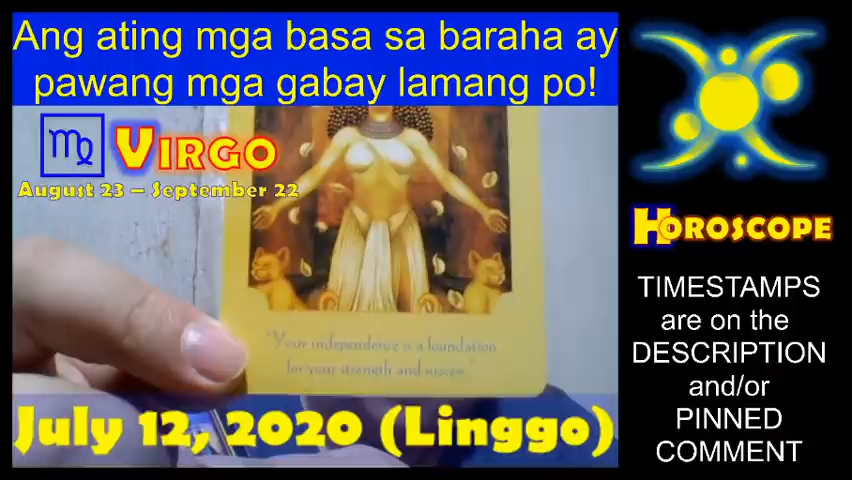 Ang ating mga basa sa baraha ay
pawang mga gabay lamang po!
♍ VIRGO
August 23 – September 22
"Your independence is a foundation
for your strength and success."
July 12, 2020 (Linggo)
HOROSCOPE
TIMESTAMPS
are on the
DESCRIPTION
and/or
PINNED
COMMENT